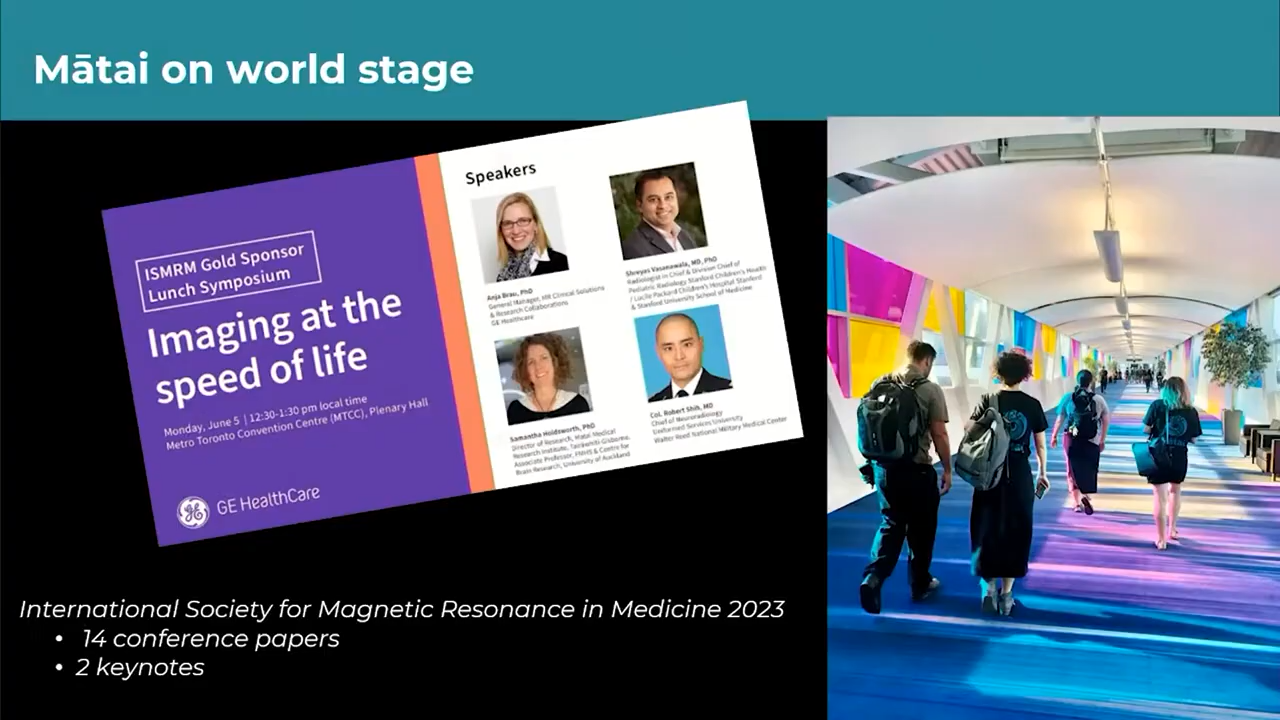 Mātai on world stage
ISMRM Gold Sponsor
Lunch Symposium
Imaging at the
speed of life
Monday, June 5 | 12:30-1:30 pm local time
Metro Toronto Convention Centre (MTCC), Plenary Hall
GE HealthCare
Speakers
Anja Brau, PhD
General Manager, MR Clinical Solutions
& Research Collaborations
GE Healthcare
Shreyas Vasanawala, MD, PhD
Radiologist in Chief & Division Chief of
Pediatric Radiology Stanford Children's Health
/ Lucile Packard Children's Hospital Stanford
& Stanford University School of Medicine
Samantha Holdsworth, PhD
Director of Research, Matai Medical
Research Institute, Tairāwhiti Gisborne,
Associate Professor, FMHS & Centre for
Brain Research, University of Auckland
Col. Robert Shih, MD
Chief of Neuroradiology
Uniformed Services University
Walter Reed National Military Medical Center
International Society for Magnetic Resonance in Medicine 2023
• 14 conference papers
• 2 keynotes